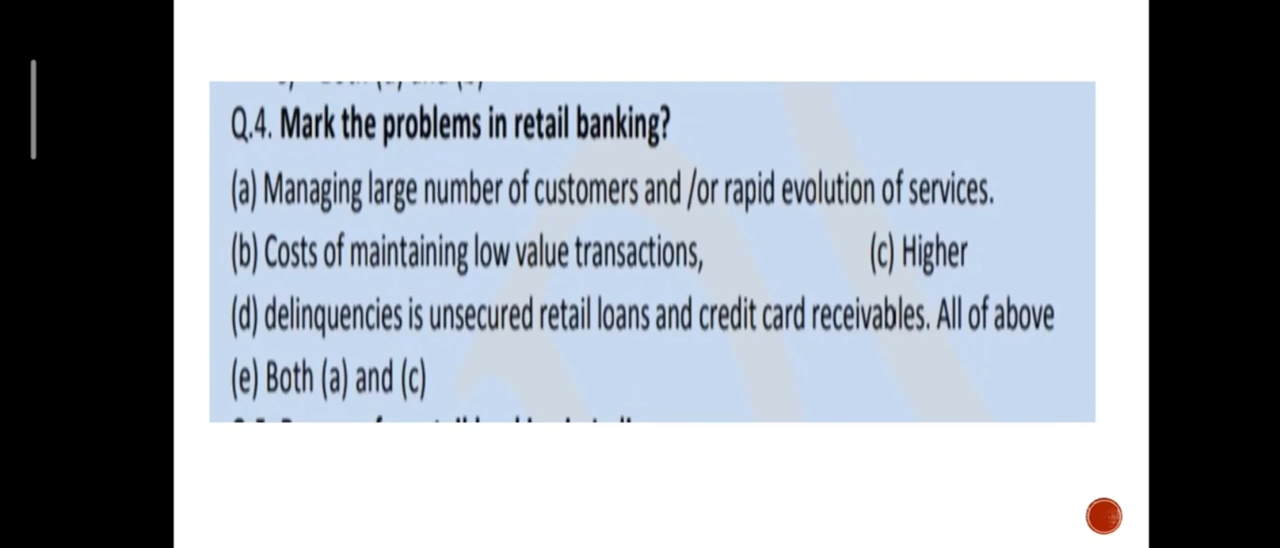 Q.4. Mark the problems in retail banking?
(a) Managing large number of customers and /or rapid evolution of services.
(b) Costs of maintaining low value transactions, (c) Higher
(d) delinquencies is unsecured retail loans and credit card receivables. All of above
(e) Both (a) and (c)